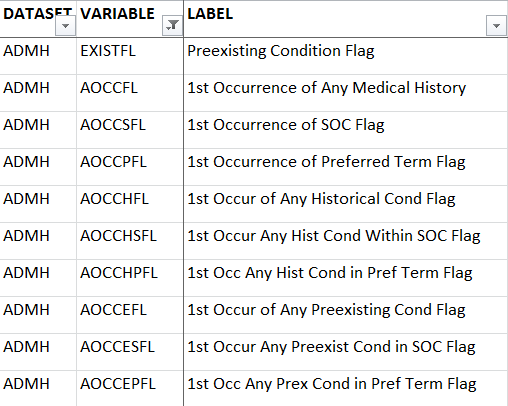 DATASET VARIABLE LABEL
ADMH EXISTFL Preexisting Condition Flag
ADMH AOCCFL 1st Occurrence of Any Medical History
ADMH AOCCSFL 1st Occurrence of SOC Flag
ADMH AOCCPFL 1st Occurrence of Preferred Term Flag
ADMH AOCCHFL 1st Occur of Any Historical Cond Flag
ADMH AOCCHSFL 1st Occur Any Hist Cond Within SOC Flag
ADMH AOCCHPFL 1st Occ Any Hist Cond in Pref Term Flag
ADMH AOCCEFL 1st Occur of Any Preexisting Cond Flag
ADMH AOCCESFL 1st Occur Any Preexist Cond in SOC Flag
ADMH AOCCEPFL 1st Occ Any Prex Cond in Pref Term Flag